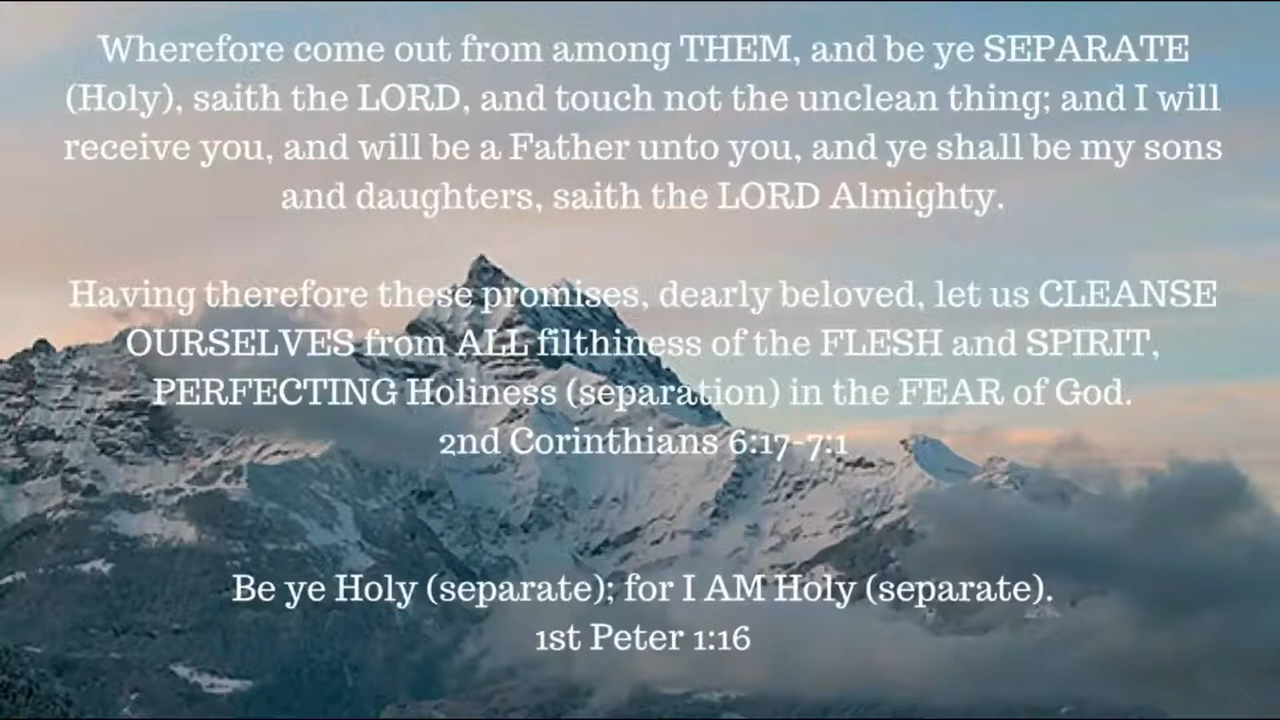 Wherefore come out from among THEM, and be ye SEPARATE
(Holy), saith the LORD, and touch not the unclean thing; and I will
receive you, and will be a Father unto you, and ye shall be my sons
and daughters, saith the LORD Almighty.
Having therefore these promises, dearly beloved, let us CLEANSE
OURSELVES from ALL filthiness of the FLESH and SPIRIT,
PERFECTING Holiness (separation) in the FEAR of God.
2nd Corinthians 6:17-7:1
Be ye Holy (separate); for I AM Holy (separate).
1st Peter 1:16